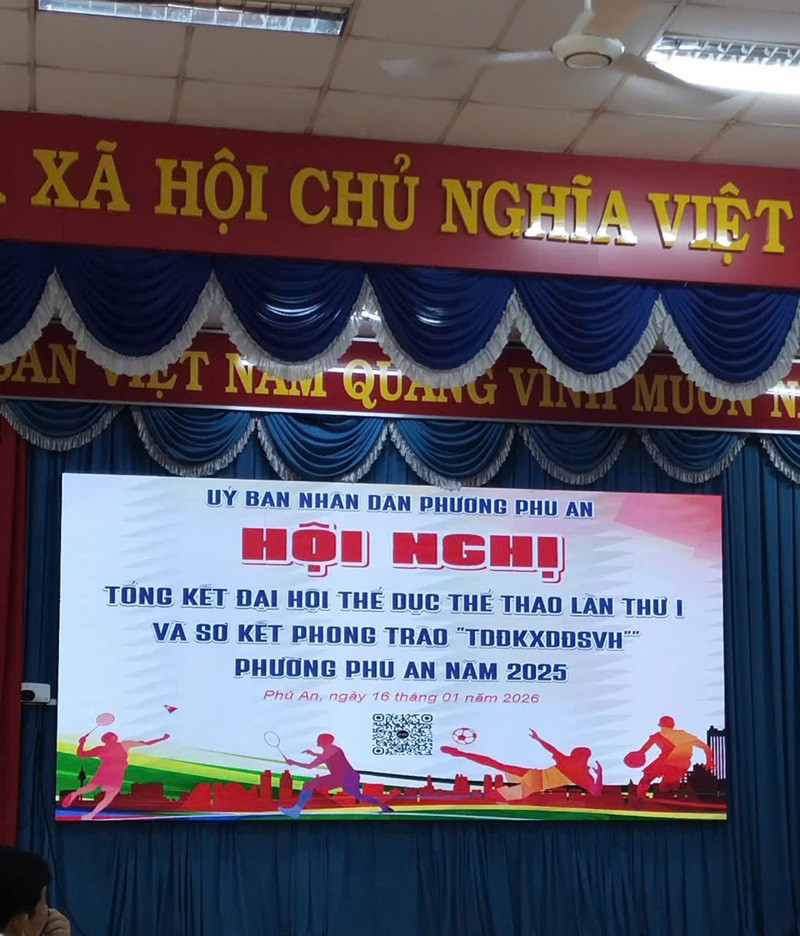 XÃ HỘI CHỦ NGHĨA VIỆT
SẢN VIỆT NAM QUANG VINH MUÔN N
UỶ BAN NHÂN DÂN PHƯỜNG PHÚ AN
HỘI NGHỊ
TỔNG KẾT ĐẠI HỘI THỂ DỤC THỂ THAO LẦN THỨ I
VÀ SƠ KẾT PHONG TRÀO "TDĐKXDĐSVH""
PHƯỜNG PHÚ AN NĂM 2025
Phú An, ngày 16 tháng 01 năm 2026